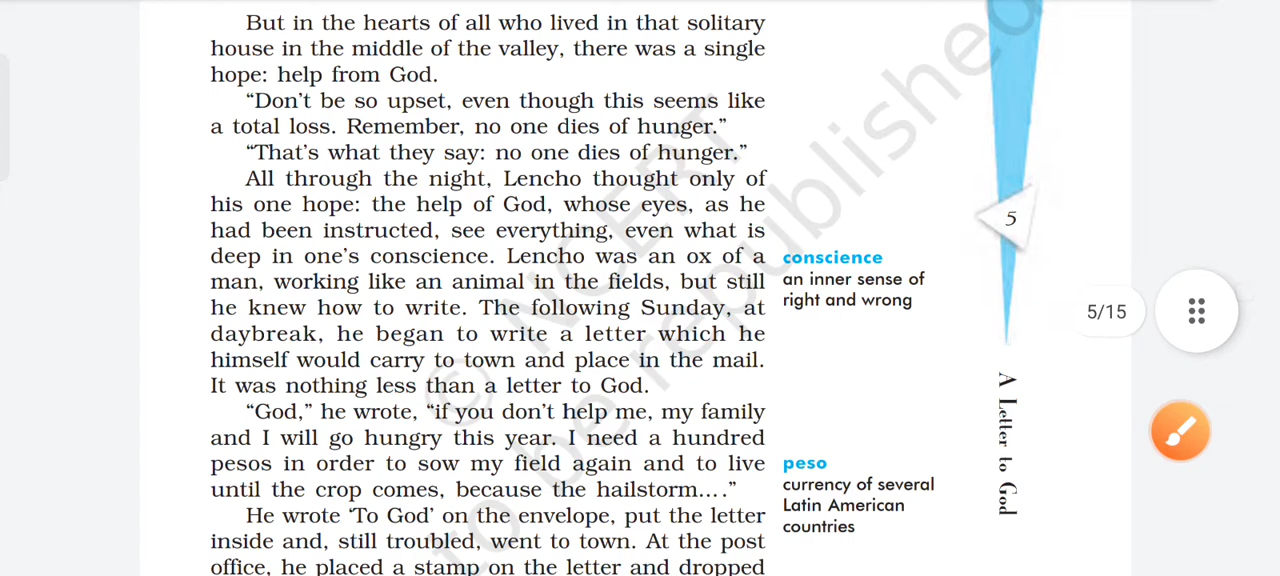 But in the hearts of all who lived in that solitary
house in the middle of the valley, there was a single
hope: help from God.
“Don’t be so upset, even though this seems like
a total loss. Remember, no one dies of hunger.”
“That’s what they say: no one dies of hunger.”
All through the night, Lencho thought only of
his one hope: the help of God, whose eyes, as he
had been instructed, see everything, even what is
deep in one’s conscience. Lencho was an ox of a
man, working like an animal in the fields, but still
he knew how to write. The following Sunday, at
daybreak, he began to write a letter which he
himself would carry to town and place in the mail.
It was nothing less than a letter to God.
“God,” he wrote, “if you don’t help me, my family
and I will go hungry this year. I need a hundred
pesos in order to sow my field again and to live
until the crop comes, because the hailstorm....”
He wrote ‘To God’ on the envelope, put the letter
inside and, still troubled, went to town. At the post
office, he placed a stamp on the letter and dropped
conscience
an inner sense of
right and wrong
peso
currency of several
Latin American
countries
5
A Letter to God
5/15
© NCERT
to be republished